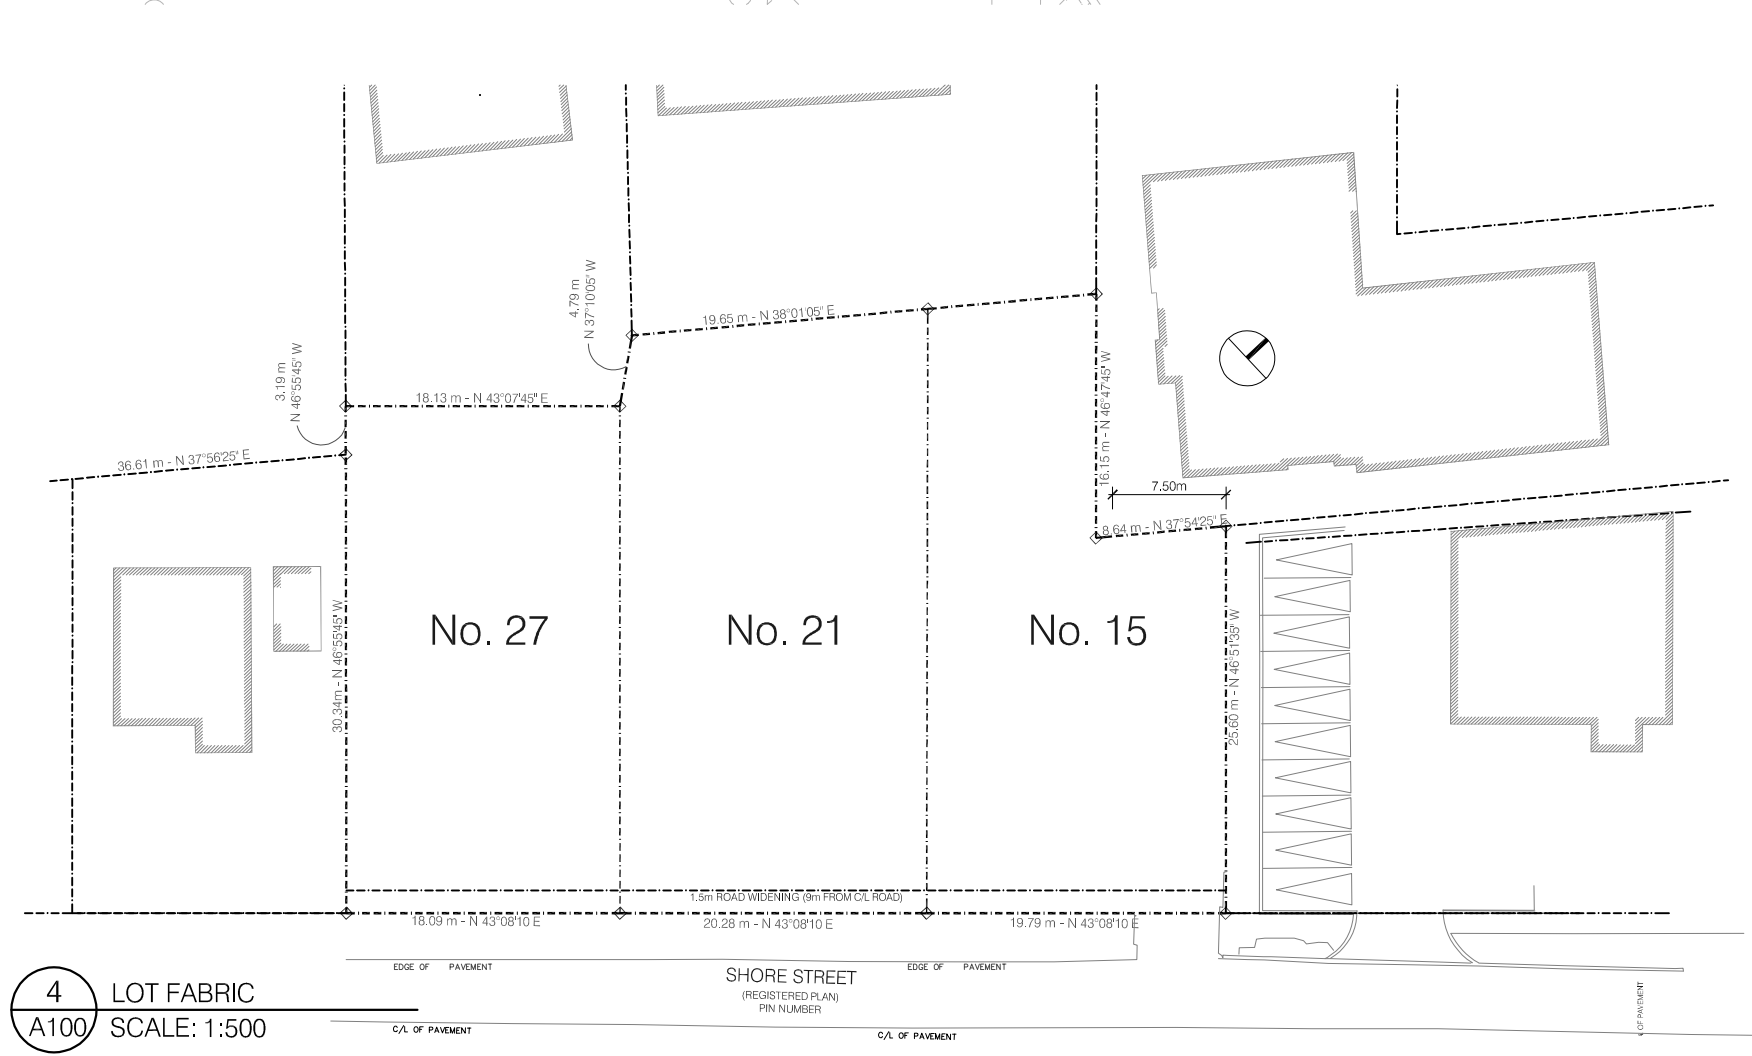 19.65 m - N 38°01'05" E
4.79 m
N 37°10'05" W
3.19 m
N 46°55'45" W
18.13 m - N 43°07'45" E
16.15 m - N 46°47'45" W
36.61 m - N 37°56'25" E
7.50m
8.64 m - N 37°54'25" E
No. 27
No. 21
No. 15
30.34m - N 46°55'45" W
25.60 m - N 46°51'35" W
1.5m ROAD WIDENING (9m FROM C/L ROAD)
18.09 m - N 43°08'10 E
20.28 m - N 43°08'10 E
19.79 m - N 43°08'10 E
EDGE OF PAVEMENT
EDGE OF PAVEMENT
SHORE STREET
(REGISTERED PLAN)
PIN NUMBER
C/L OF PAVEMENT
C/L OF PAVEMENT
OF PAVEMENT
4
LOT FABRIC
A100
SCALE: 1:500